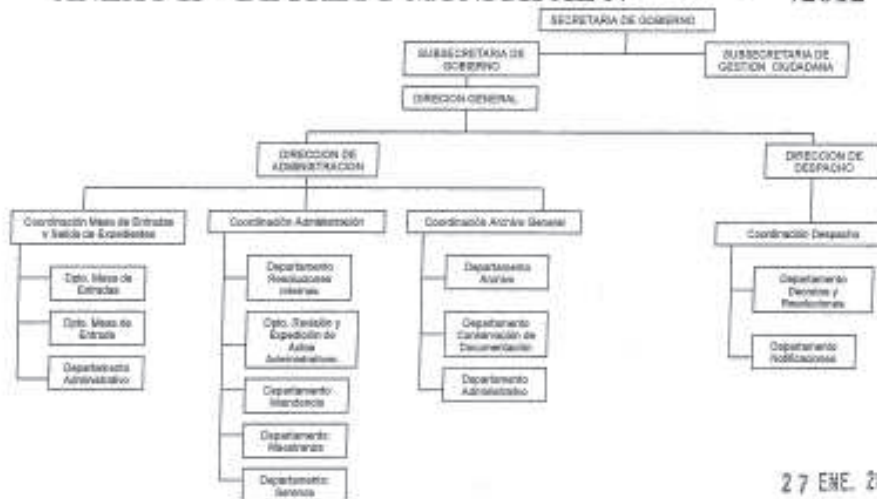 SECRETARIA DE GOBIERNO
SUBSECRETARIA DE
GOBIERNO
SUBSECRETARIA DE
GESTION CIUDADANA
DIRECION GENERAL
DIRECCION DE
ADMINISTRACION
DIRECCION DE
DESPACHO
Coordinación Mesa de Entradas
y Salida de Expedientes
Coordinación Administración
Coordinación Archivo General
Coordinación Despacho
Dpto. Mesa de
Entradas
Dpto. Mesa de
Entrada
Departamento
Administrativo
Departamento
Resoluciones
Internas
Dpto. Revisión y
Expedición de
Actos
Administrativos
Departamento
Intendencia
Departamento
Maestranza
Departamento
Serenos
Departamento
Archivo
Departamento
Conservación de
Documentación
Departamento
Administrativo
Departamento
Decretos y
Resoluciones
Departamento
Notificaciones
27 ENE.